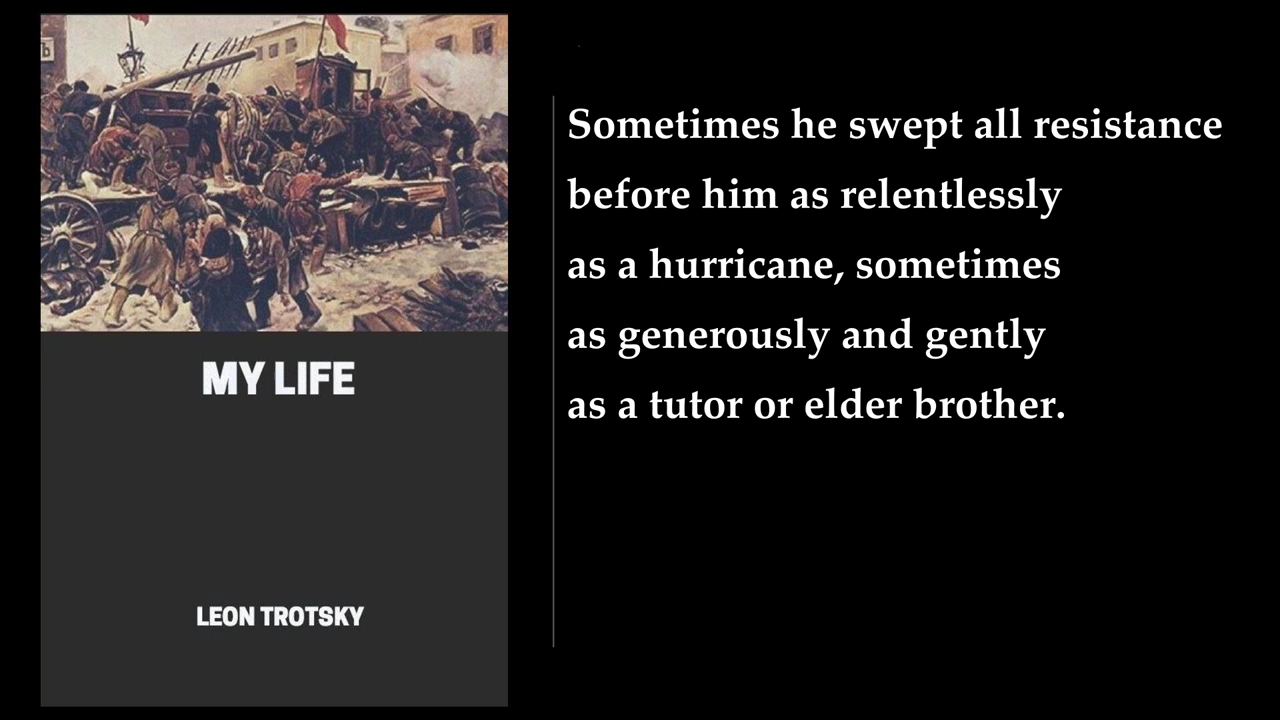 MY LIFE
LEON TROTSKY
Sometimes he swept all resistance
before him as relentlessly
as a hurricane, sometimes
as generously and gently
as a tutor or elder brother.